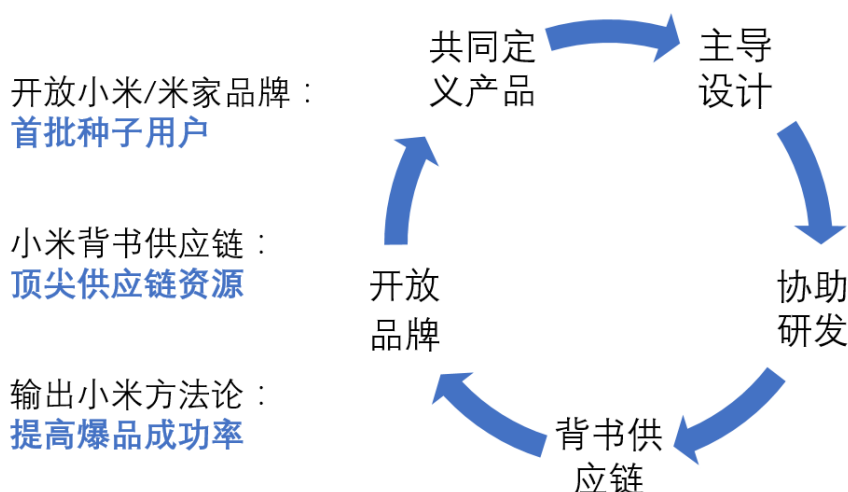 开放小米/米家品牌：
首批种子用户
小米背书供应链：
顶尖供应链资源
输出小米方法论：
提高爆品成功率
共同定
义产品
主导
设计
协助
研发
背书供
应链
开放
品牌